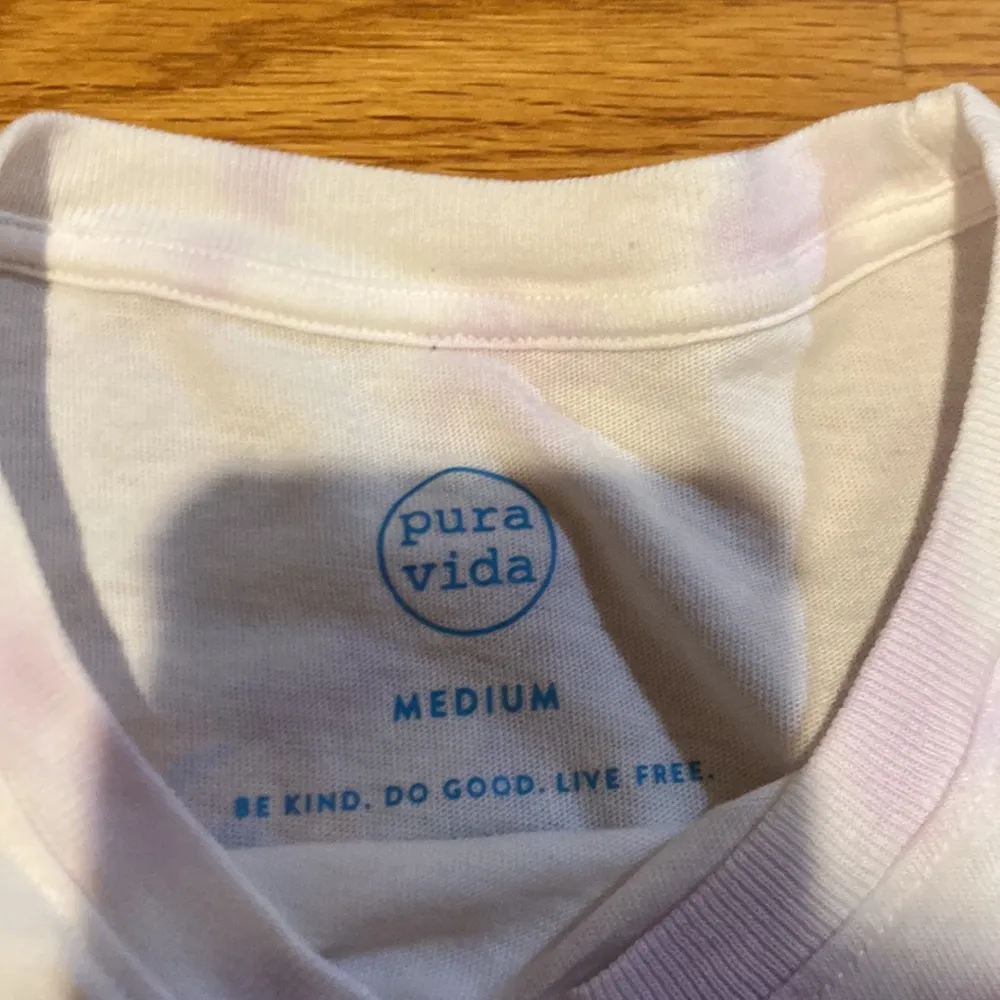 pura
vida
MEDIUM
BE KIND. DO GOOD. LIVE FREE.